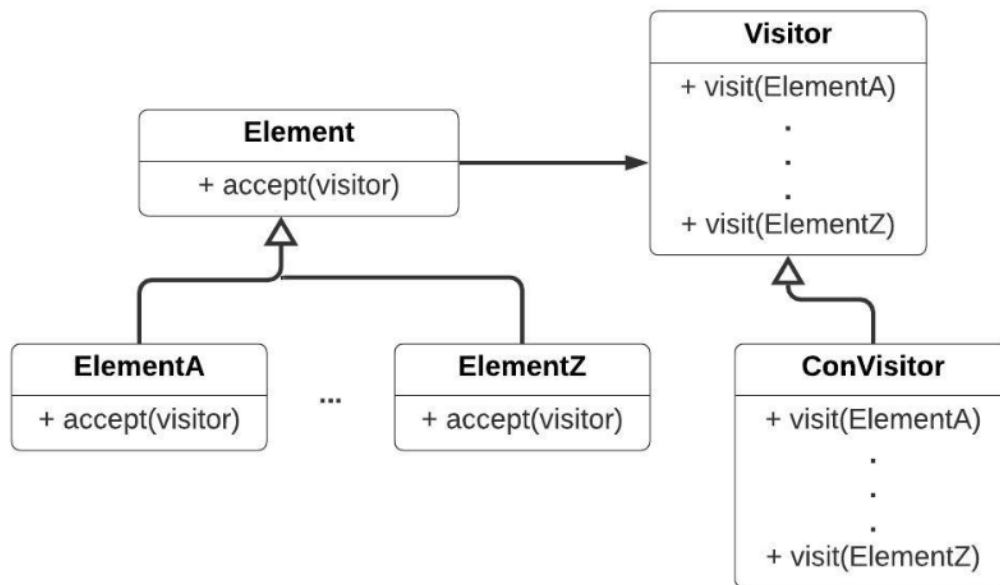 Visitor
+ visit(ElementA)
.
.
.
+ visit(ElementZ)
Element
+ accept(visitor)
ElementA
+ accept(visitor)
...
ElementZ
+ accept(visitor)
ConVisitor
+ visit(ElementA)
.
.
.
+ visit(ElementZ)